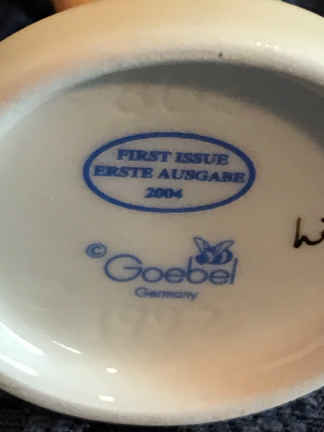 FIRST ISSUE
ERSTE AUSGABE
2004
© Goebel
Germany